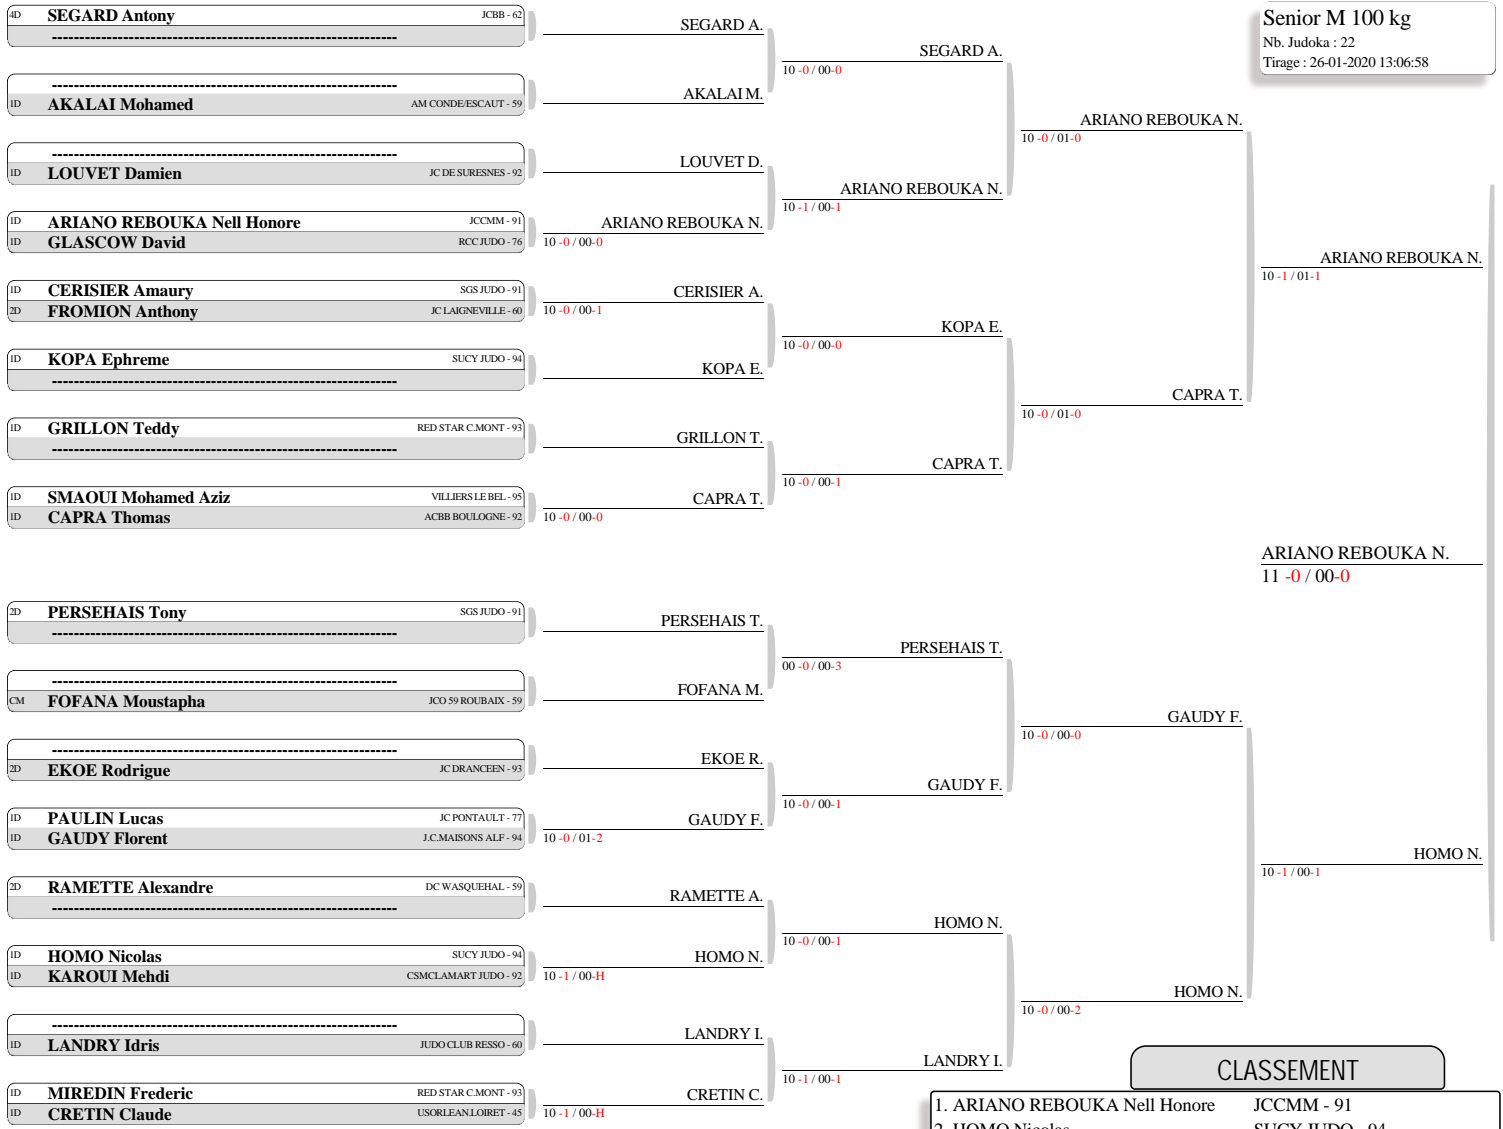 Senior M 100 kg
Nb. Judoka : 22
Tirage : 26-01-2020 13:06:58
4D SEGARD Antony JCBB - 62
------------------------------------------------------------------
------------------------------------------------------------------
1D AKALAI Mohamed AM CONDE/ESCAUT - 59
------------------------------------------------------------------
1D LOUVET Damien JC DE SURESNES - 92
1D ARIANO REBOUKA Nell Honore JCCMM - 91
1D GLASCOW David RCC JUDO - 76
1D CERISIER Amaury SGS JUDO - 91
2D FROMION Anthony JC LAIGNEVILLE - 60
1D KOPA Ephreme SUCY JUDO - 94
------------------------------------------------------------------
1D GRILLON Teddy RED STAR C.MONT - 93
------------------------------------------------------------------
1D SMAOUI Mohamed Aziz VILLIERS LE BEL - 95
1D CAPRA Thomas ACBB BOULOGNE - 92
2D PERSEHAIS Tony SGS JUDO - 91
------------------------------------------------------------------
------------------------------------------------------------------
CM FOFANA Moustapha JCO 59 ROUBAIX - 59
------------------------------------------------------------------
2D EKOE Rodrigue JC DRANCEEN - 93
1D PAULIN Lucas JC PONTAULT - 77
1D GAUDY Florent J.C.MAISONS ALF - 94
2D RAMETTE Alexandre DC WASQUEHAL - 59
------------------------------------------------------------------
1D HOMO Nicolas SUCY JUDO - 94
1D KAROUI Mehdi CSMCLAMART JUDO - 92
------------------------------------------------------------------
1D LANDRY Idris JUDO CLUB RESSO - 60
1D MIREDIN Frederic RED STAR C.MONT - 93
1D CRETIN Claude USORLEAN.LOIRET - 45
SEGARD A.
AKALAI M.
LOUVET D.
ARIANO REBOUKA N.
10 -0 / 00-0
CERISIER A.
10 -0 / 00-1
KOPA E.
GRILLON T.
CAPRA T.
10 -0 / 00-0
PERSEHAIS T.
FOFANA M.
EKOE R.
GAUDY F.
10 -0 / 01-2
RAMETTE A.
HOMO N.
10 -1 / 00-H
LANDRY I.
CRETIN C.
10 -1 / 00-H
SEGARD A.
10 -0 / 00-0
ARIANO REBOUKA N.
10 -1 / 00-1
KOPA E.
10 -0 / 00-0
CAPRA T.
10 -0 / 00-1
PERSEHAIS T.
00 -0 / 00-3
GAUDY F.
10 -0 / 00-1
HOMO N.
10 -0 / 00-1
LANDRY I.
10 -1 / 00-1
ARIANO REBOUKA N.
10 -0 / 01-0
CAPRA T.
10 -0 / 01-0
GAUDY F.
10 -0 / 00-0
HOMO N.
10 -0 / 00-2
ARIANO REBOUKA N.
10 -1 / 01-1
HOMO N.
10 -1 / 00-1
ARIANO REBOUKA N.
11 -0 / 00-0
CLASSEMENT
1. ARIANO REBOUKA Nell Honore JCCMM - 91
2. HOMO Nicolas SUCY JUDO - 94